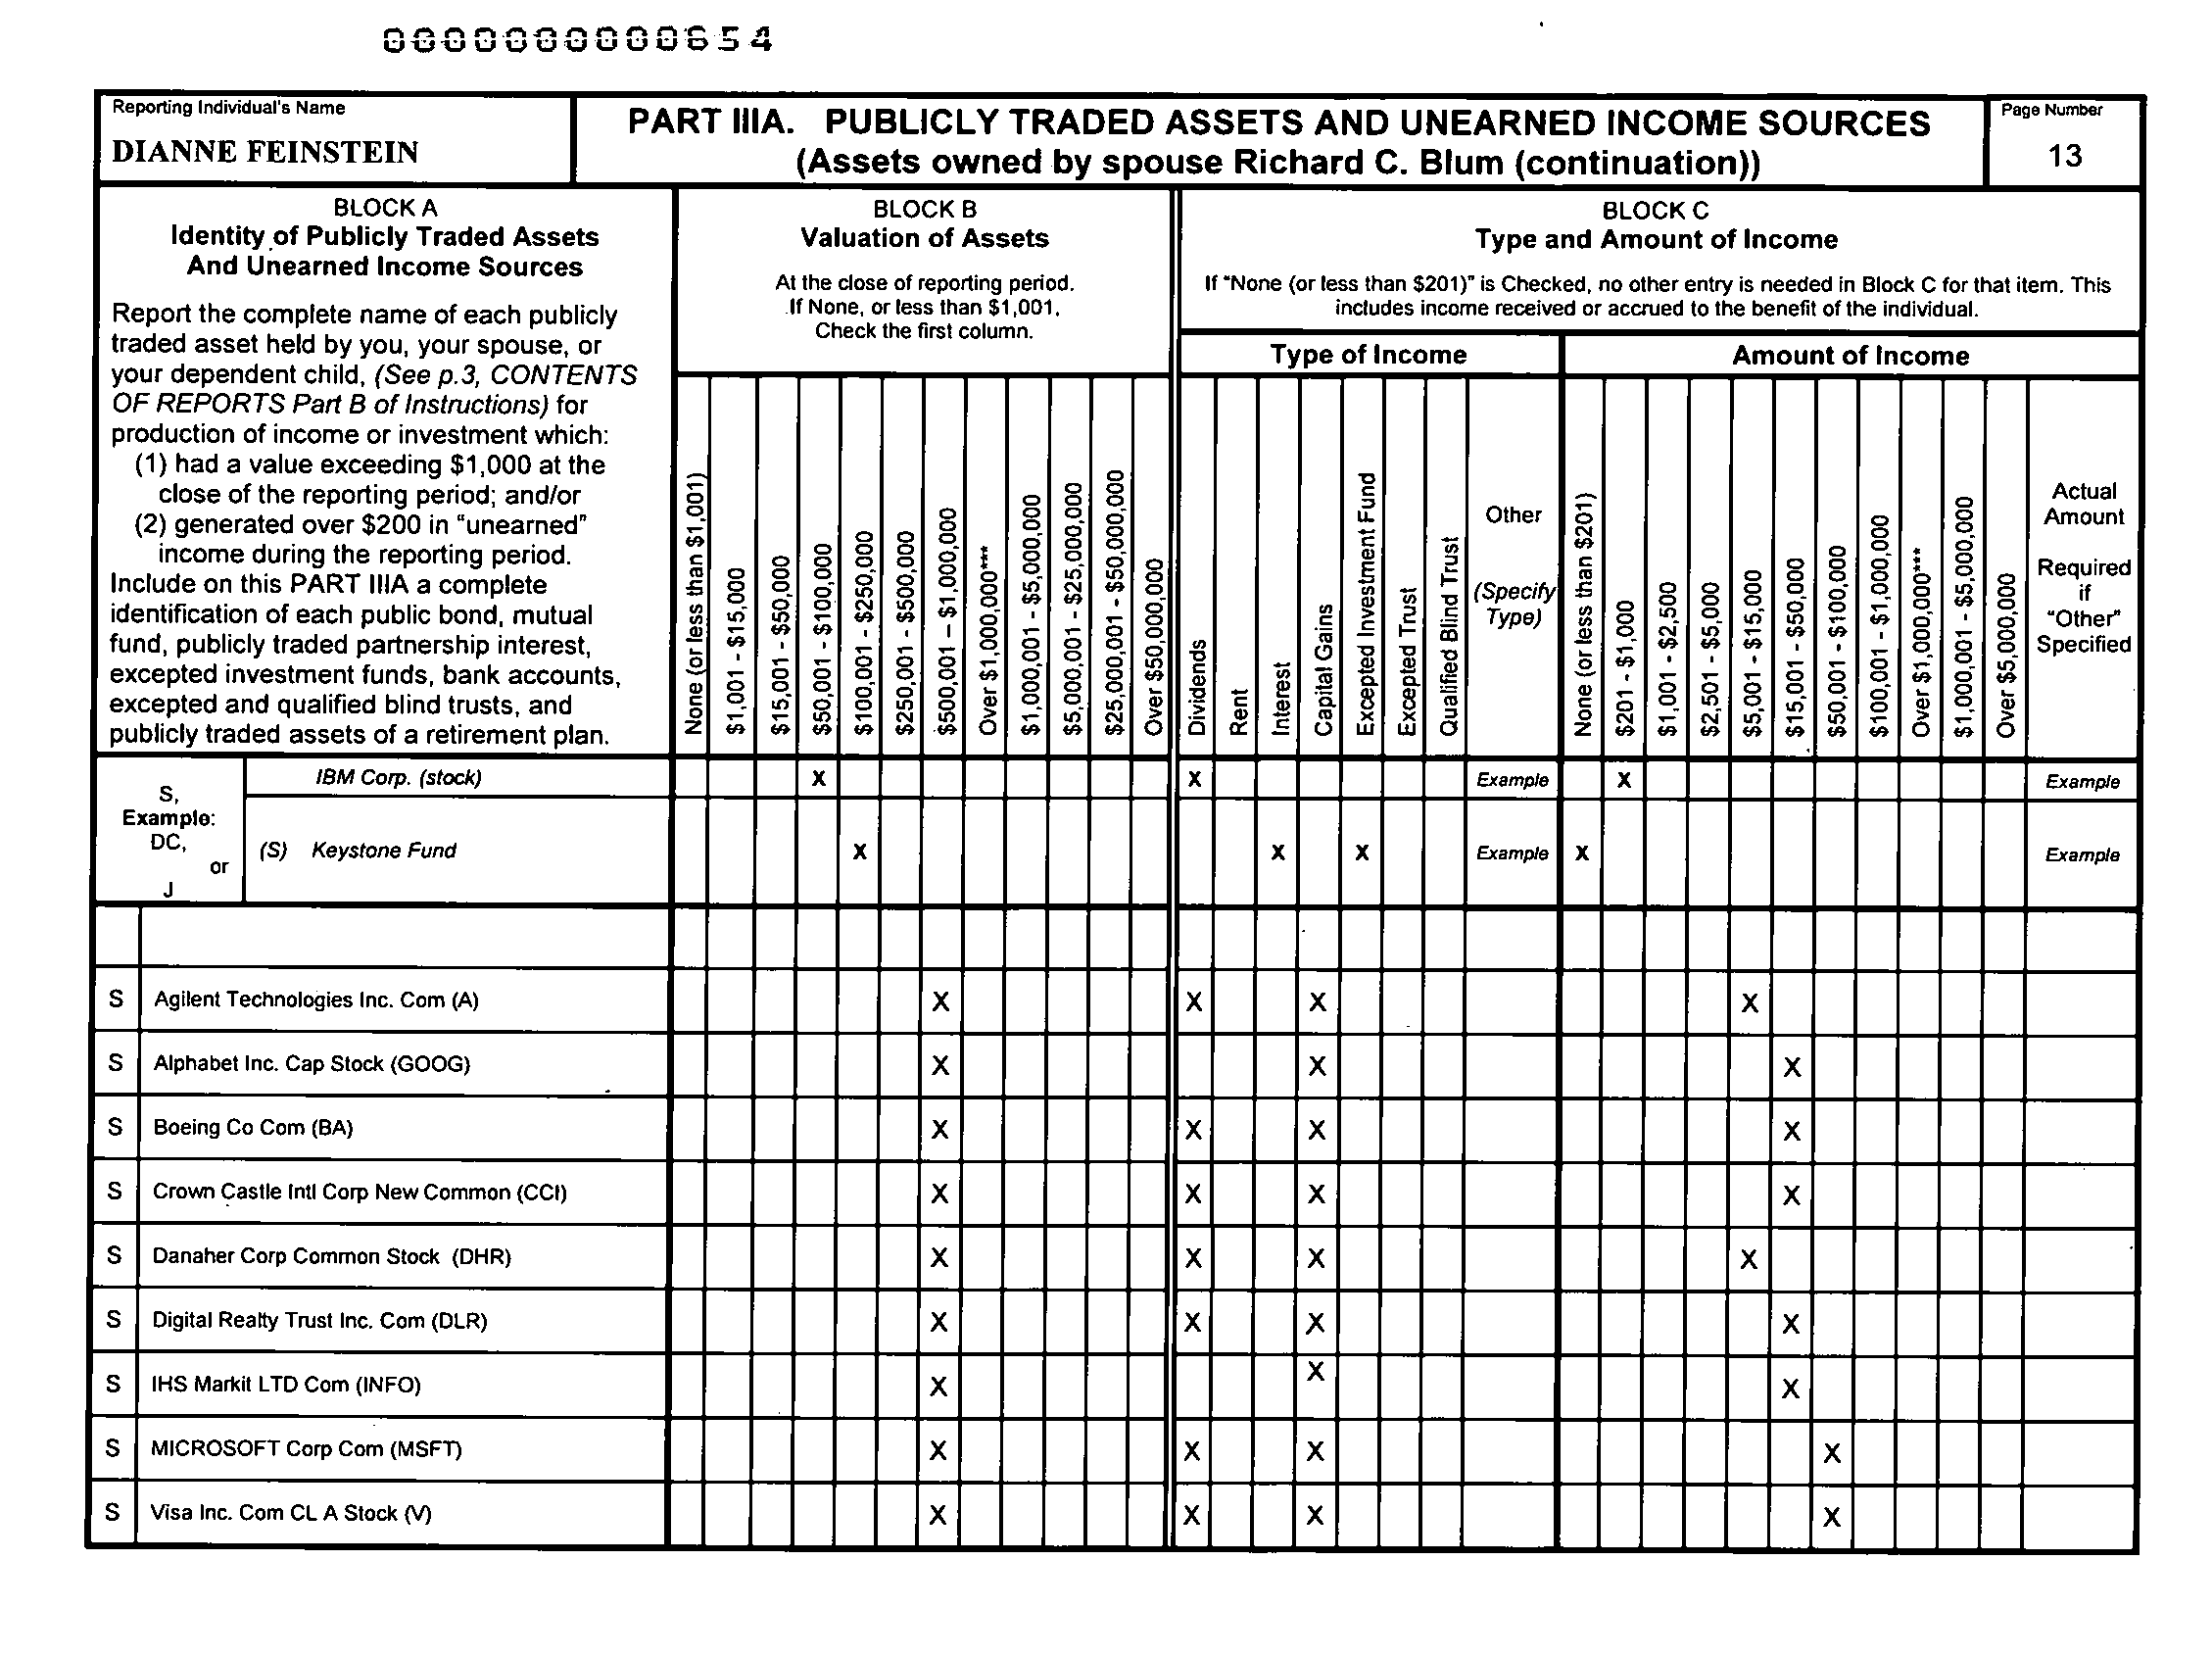 0000000000654
Reporting Individual's Name
DIANNE FEINSTEIN
PART IIIA. PUBLICLY TRADED ASSETS AND UNEARNED INCOME SOURCES
(Assets owned by spouse Richard C. Blum (continuation))
Page Number
13
BLOCK A
Identity of Publicly Traded Assets
And Unearned Income Sources
Report the complete name of each publicly
traded asset held by you, your spouse, or
your dependent child, (See p.3, CONTENTS
OF REPORTS Part B of Instructions) for
production of income or investment which:
(1) had a value exceeding $1,000 at the
close of the reporting period; and/or
(2) generated over $200 in "unearned"
income during the reporting period.
Include on this PART IIIA a complete
identification of each public bond, mutual
fund, publicly traded partnership interest,
excepted investment funds, bank accounts,
excepted and qualified blind trusts, and
publicly traded assets of a retirement plan.
BLOCK B
Valuation of Assets
At the close of reporting period.
If None, or less than $1,001,
Check the first column.
None (or less than $1,001)
$1,001 - $15,000
$15,001 - $50,000
$50,001 - $100,000
$100,001 - $250,000
$250,001 - $500,000
$500,001 – $1,000,000
Over $1,000,000***
$1,000,001 - $5,000,000
$5,000,001 - $25,000,000
$25,000,001 - $50,000,000
Over $50,000,000
BLOCK C
Type and Amount of Income
If "None (or less than $201)" is Checked, no other entry is needed in Block C for that item. This
includes income received or accrued to the benefit of the individual.
Type of Income
Dividends
Rent
Interest
Capital Gains
Excepted Investment Fund
Excepted Trust
Qualified Blind Trust
Other
(Specify
Type)
Amount of Income
None (or less than $201)
$201 - $1,000
$1,001 - $2,500
$2,501 - $5,000
$5,001 - $15,000
$15,001 - $50,000
$50,001 - $100,000
$100,001 - $1,000,000
Over $1,000,000***
$1,000,001 - $5,000,000
Over $5,000,000
Actual
Amount
Required
if
"Other"
Specified
S,
Example:
DC,
or
J
IBM Corp. (stock) X X Example X Example
(S) Keystone Fund X X X Example X Example
S Agilent Technologies Inc. Com (A) X X X X
S Alphabet Inc. Cap Stock (GOOG) X X X
S Boeing Co Com (BA) X X X X
S Crown Castle Intl Corp New Common (CCI) X X X X
S Danaher Corp Common Stock (DHR) X X X X
S Digital Realty Trust Inc. Com (DLR) X X X X
S IHS Markit LTD Com (INFO) X X X
S MICROSOFT Corp Com (MSFT) X X X X
S Visa Inc. Com CL A Stock (V) X X X X